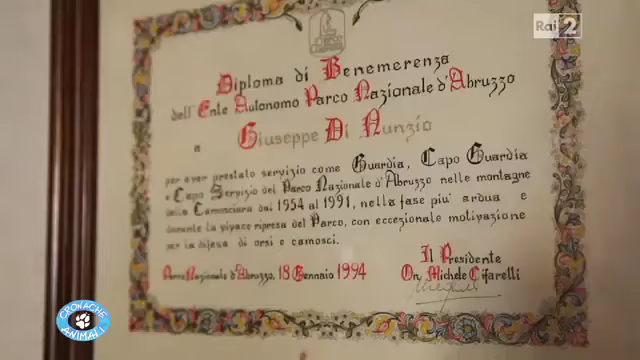 Rai 2
Diploma di Benemerenza
dell'Ente Autonomo Parco Nazionale d'Abruzzo
a Giuseppe Di Nunzio
per aver prestato servizio come Guardia, Capo Guardia
e Capo Servizio del Parco Nazionale d'Abruzzo nelle montagne
della Camosciara dal 1954 al 1991, nella fase piu' ardua e
durante la vivace ripresa del Parco, con eccezionale motivazione
per la difesa di orsi e camosci.
Il Presidente
Parco Nazionale d'Abruzzo, 18 Gennaio 1994
On. Michele Cifarelli
CRONACHE
ANIMALI